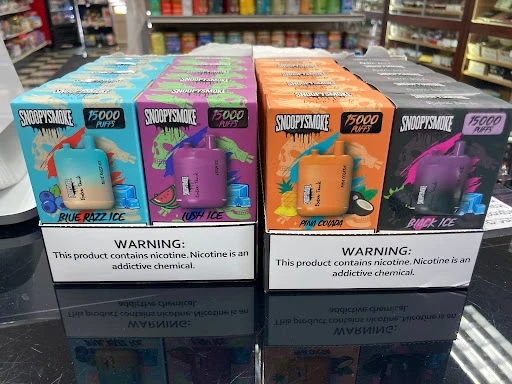 SNOOPYSMOKE
15000
PUFFS
BLUE RAZZ ICE
SNOOPYSMOKE
15000
PUFFS
LUSH ICE
SNOOPYSMOKE
15000
PUFFS
PINA COLADA
SNOOPYSMOKE
15000
PUFFS
BLACK ICE
WARNING:
This product contains nicotine. Nicotine is an
addictive chemical.
WARNING:
This product contains nicotine. Nicotine is an
addictive chemical.